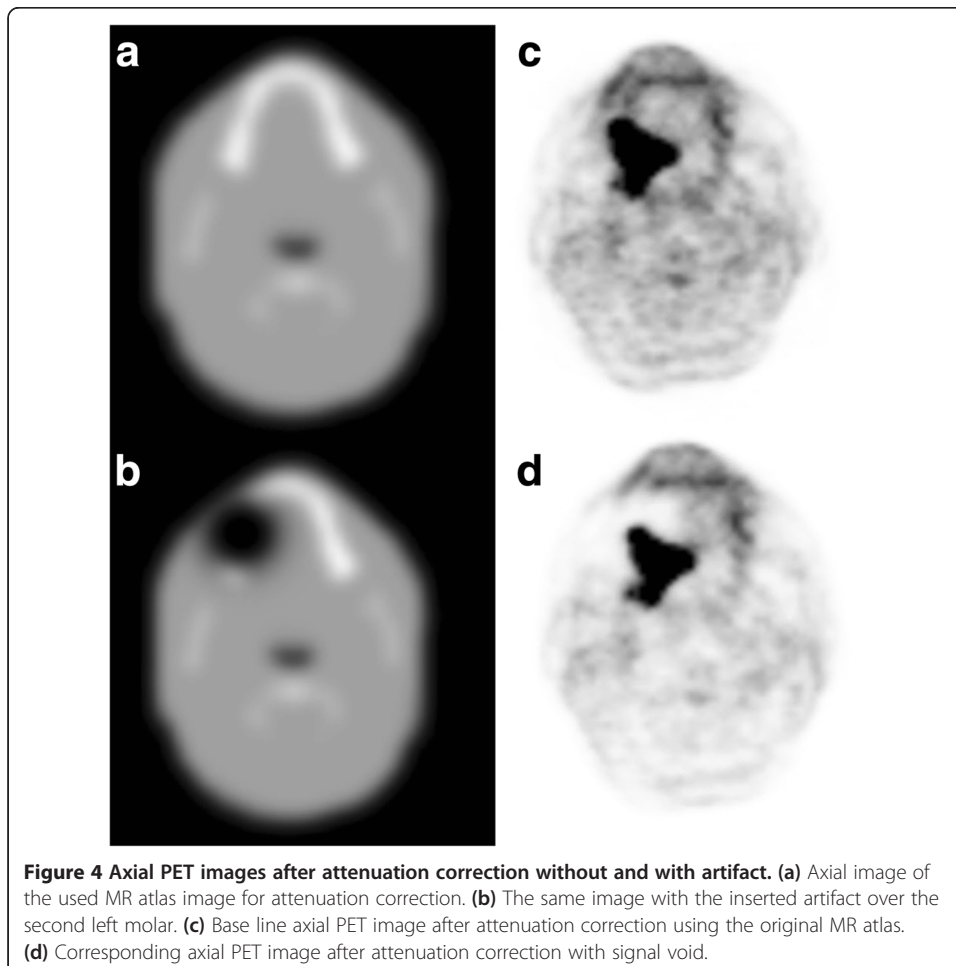 a
c
b
d
Figure 4 Axial PET images after attenuation correction without and with artifact. (a) Axial image of
the used MR atlas image for attenuation correction. (b) The same image with the inserted artifact over the
second left molar. (c) Base line axial PET image after attenuation correction using the original MR atlas.
(d) Corresponding axial PET image after attenuation correction with signal void.